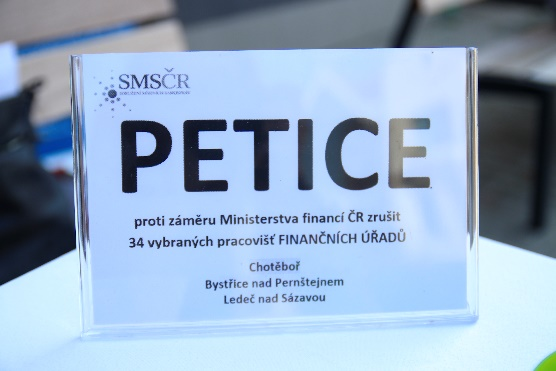 SMSČR
PETICE
proti záměru Ministerstva financí ČR zrušit
34 vybraných pracovišť FINANČNÍCH ÚŘADŮ
Chotěboř
Bystřice nad Pernštejnem
Ledeč nad Sázavou